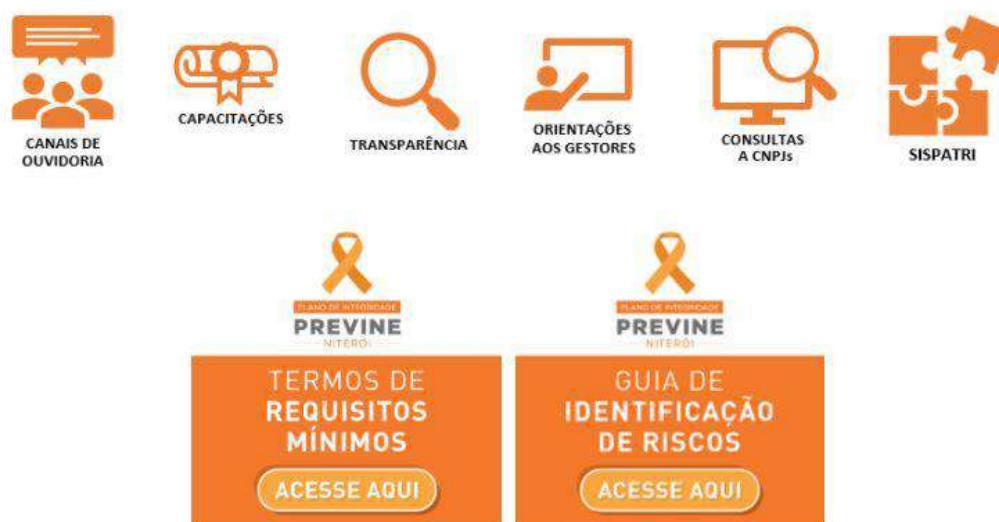 CANAIS DE
OUVIDORIA
CAPACITAÇÕES
TRANSPARÊNCIA
ORIENTAÇÕES
AOS GESTORES
CONSULTAS
A CNPJs
SISPATRI
PLANO DE INTEGRIDADE
PREVINE
NITERÓI
TERMOS DE
REQUISITOS
MÍNIMOS
ACESSE AQUI
PLANO DE INTEGRIDADE
PREVINE
NITERÓI
GUIA DE
IDENTIFICAÇÃO
DE RISCOS
ACESSE AQUI